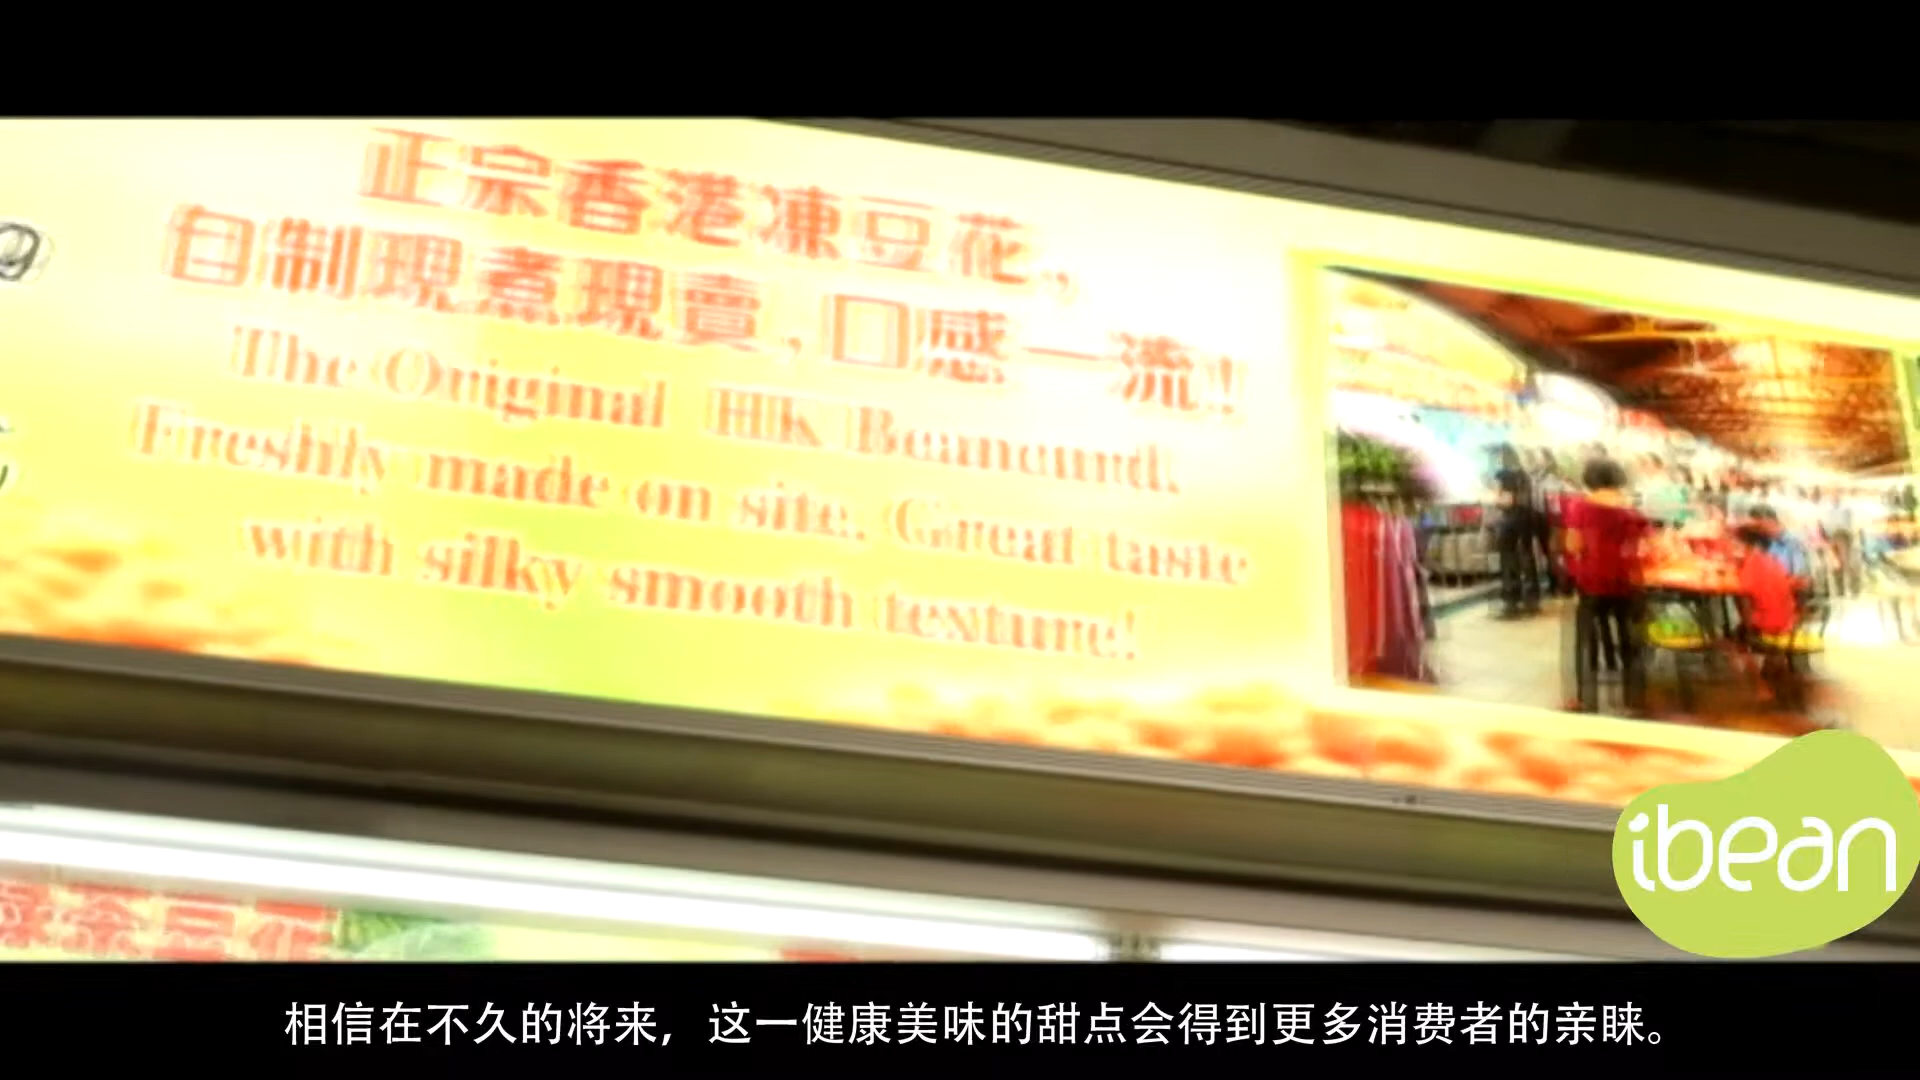 正宗香港凍豆花，
自制現煮現賣，口感一流!!
The Original HK Beancurd.
Freshly made on site. Great taste
with silky smooth texture!
ibean
相信在不久的将来，这一健康美味的甜点会得到更多消费者的亲睐。